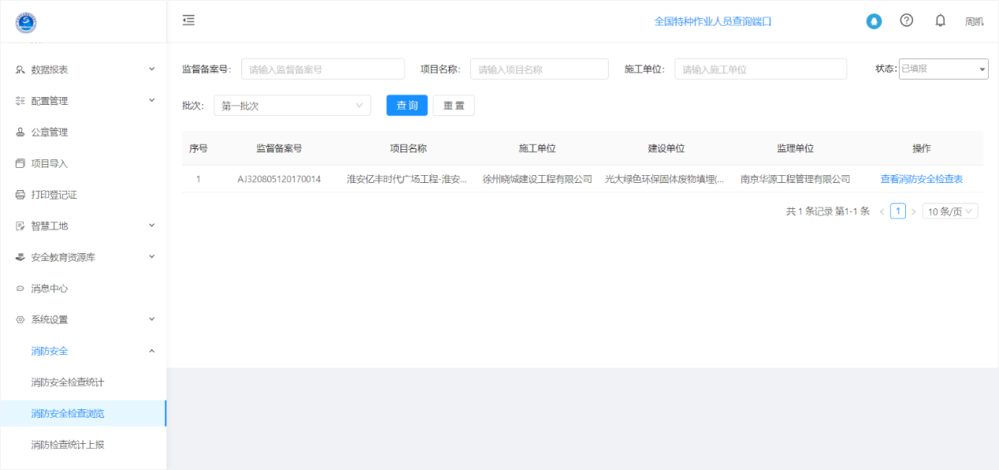 全国特种作业人员查询端口
周凯
数据报表
配置管理
公章管理
项目导入
打印登记证
智慧工地
安全教育资源库
消息中心
系统设置
消防安全
消防安全检查统计
消防安全检查浏览
消防检查统计上报
监督备案号: 请输入监督备案号 项目名称: 请输入项目名称 施工单位: 请输入施工单位 状态: 已填报
批次: 第一批次 查询 重置
序号 监督备案号 项目名称 施工单位 建设单位 监理单位 操作
1 AJ320805120170014 淮安亿丰时代广场工程-淮安... 徐州晓城建设工程有限公司 光大绿色环保固体废物填埋(... 南京华源工程管理有限公司 查看消防安全检查表
共 1 条记录 第1-1 条 < 1 > 10 条/页